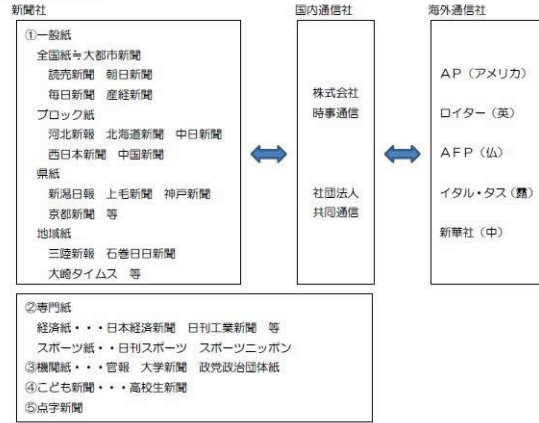 新聞社
①一般紙
全国紙≒大都市新聞
読売新聞 朝日新聞
毎日新聞 産経新聞
ブロック紙
河北新報 北海道新聞 中日新聞
西日本新聞 中国新聞
県紙
新潟日報 上毛新聞 神戸新聞
京都新聞 等
地域紙
三陸新報 石巻日日新聞
大崎タイムス 等
国内通信社
株式会社
時事通信
社団法人
共同通信
海外通信社
AP(アメリカ)
ロイター(英)
AFP(仏)
イタル・タス(露)
新華社(中)
②専門紙
経済紙・・・日本経済新聞 日刊工業新聞 等
スポーツ紙・・日刊スポーツ スポーツニッポン
③機関紙・・・官報 大学新聞 政党政治団体紙
④こども新聞・・・高校生新聞
⑤点字新聞